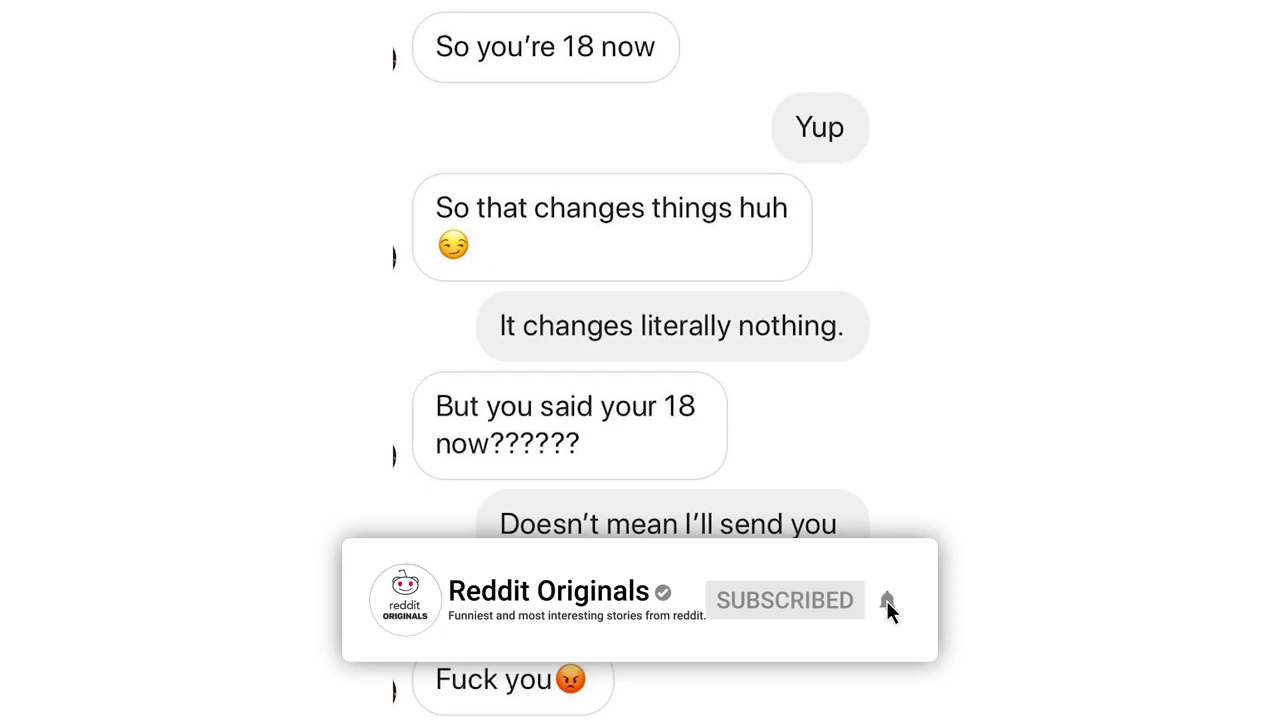 So you’re 18 now
Yup
So that changes things huh
😏
It changes literally nothing.
But you said your 18
now??????
Doesn’t mean I’ll send you
reddit
ORIGINALS
Reddit Originals
Funniest and most interesting stories from reddit.
SUBSCRIBED
Fuck you😡